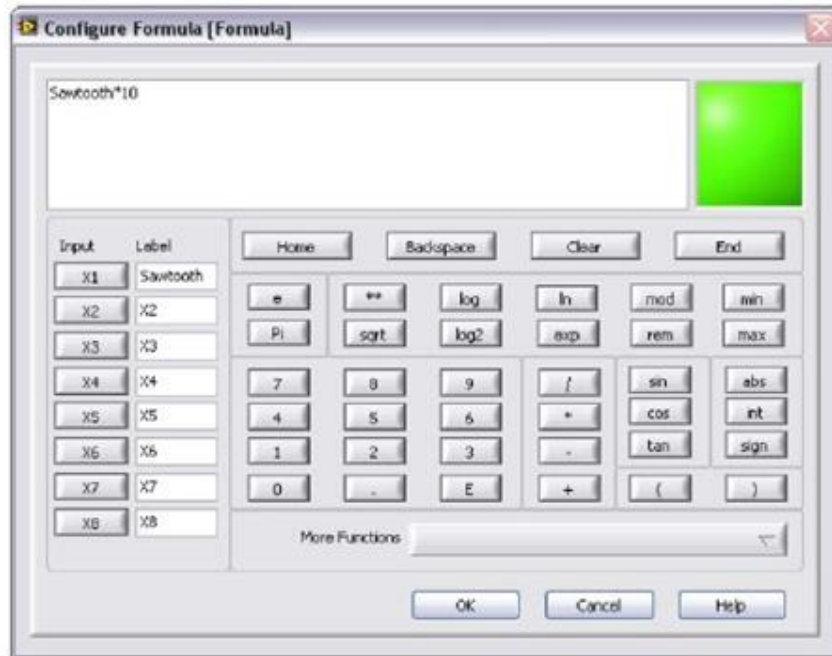 Configure Formula [Formula]
Sawtooth*10
Input Label
X1 Sawtooth
X2 X2
X3 X3
X4 X4
X5 X5
X6 X6
X7 X7
X8 X8
Home Backspace Clear End
e ** log ln mod min
Pi sqrt log2 exp rem max
7 8 9 / sin abs
4 5 6 * cos int
1 2 3 - tan sign
0 . E + ( )
More Functions
OK Cancel Help